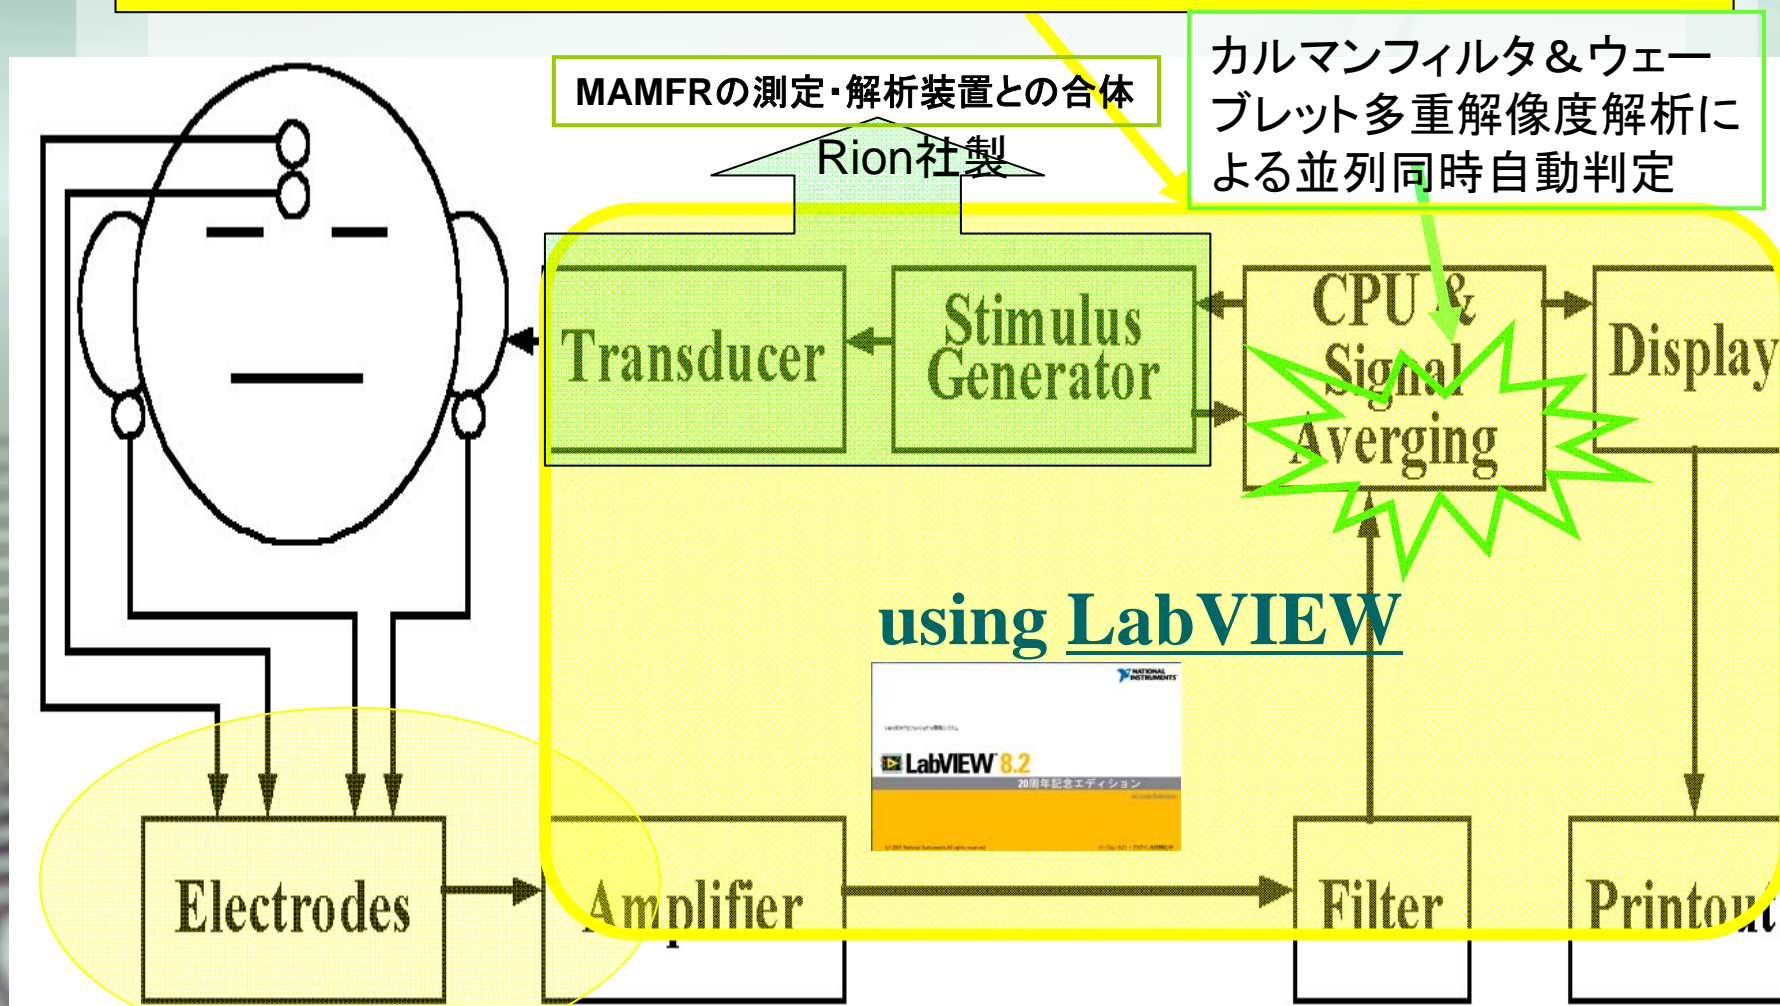 MAMFRの測定・解析装置との合体
Rion社製
カルマンフィルタ＆ウェー
ブレット多重解像度解析に
よる並列同時自動判定
Transducer
Stimulus
Generator
CPU &
Signal
Averging
Display
using LabVIEW
NATIONAL
INSTRUMENTS
LabVIEW 8.2
20周年記念エディション
Electrodes
Amplifier
Filter
Printout